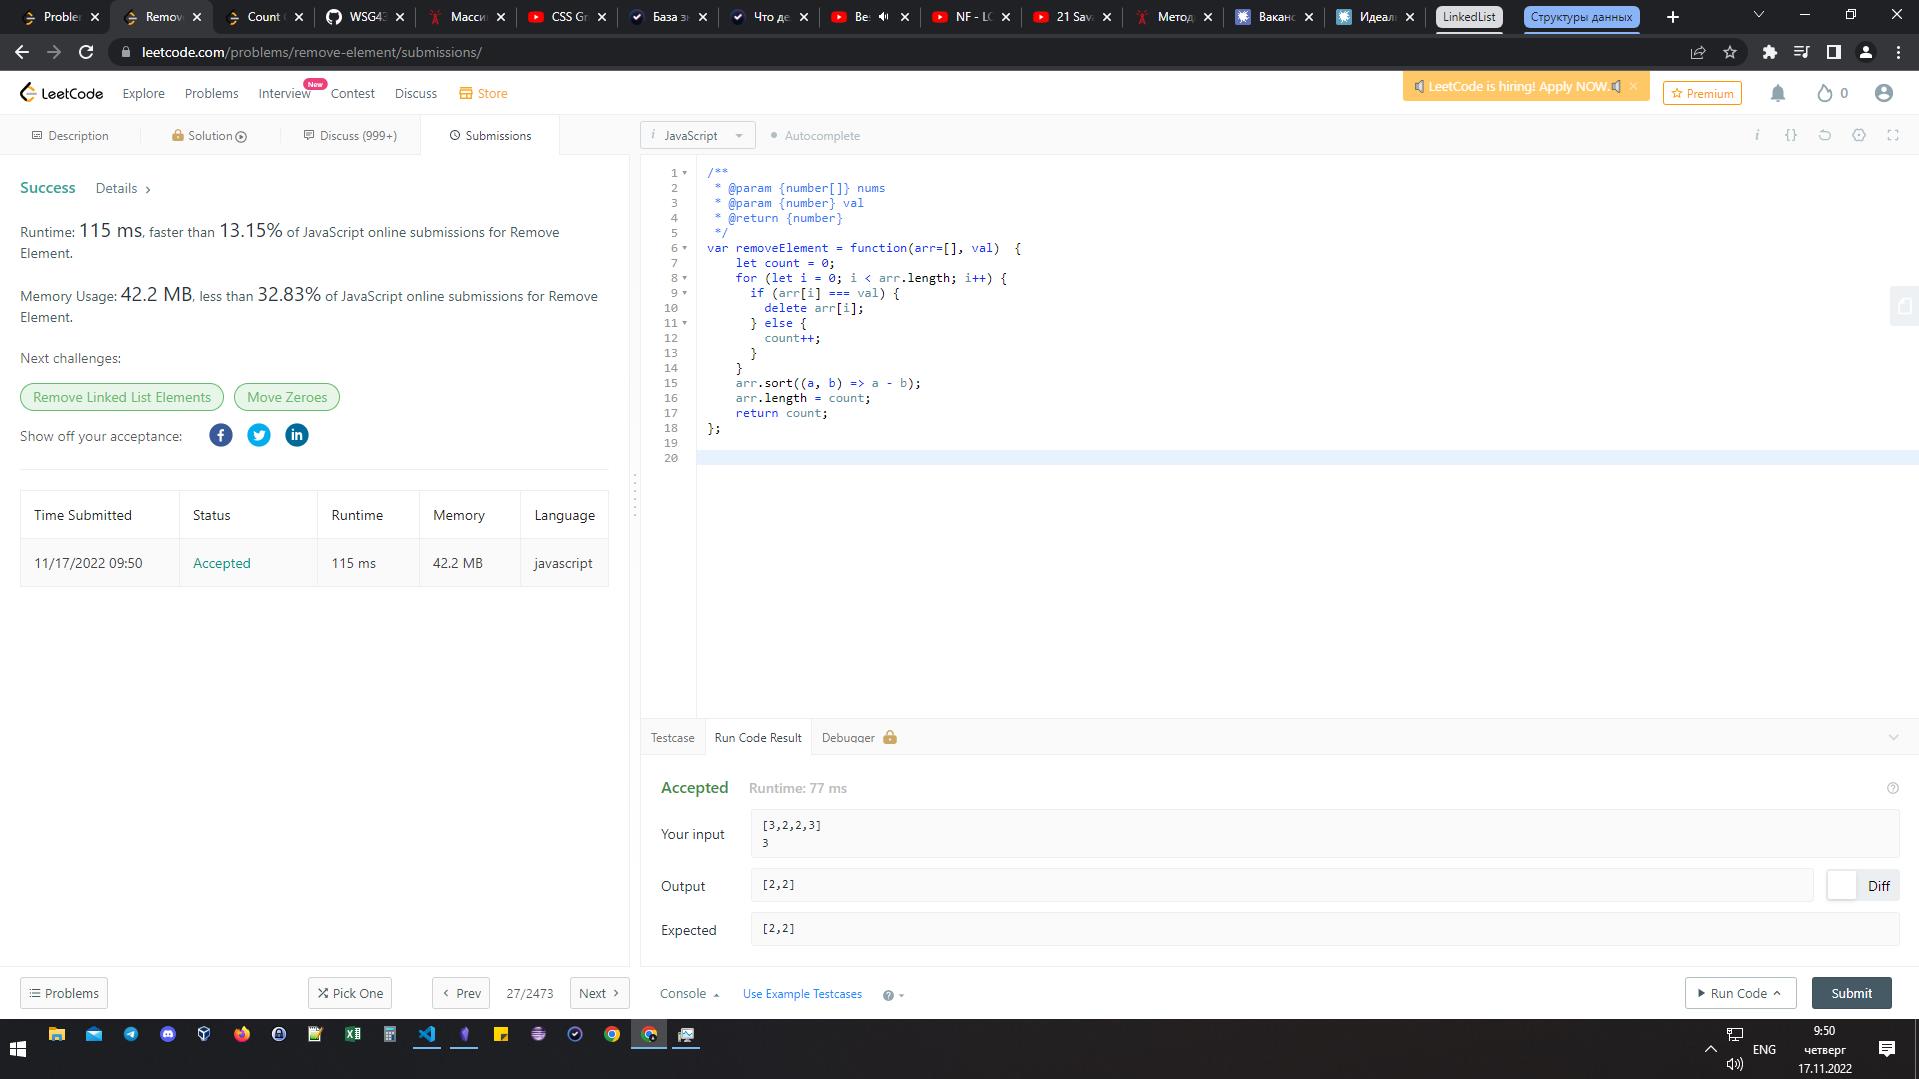 Problem
Remove
Count
WSG43
Масси
CSS Gr
База з
Что де
Be
NF - LO
21 Sav
Метод
Ваканс
Идеал
LinkedList
Структуры данных
leetcode.com/problems/remove-element/submissions/
LeetCode
Explore
Problems
Interview
New
Contest
Discuss
Store
LeetCode is hiring! Apply NOW.
Premium
0
Description
Solution
Discuss (999+)
Submissions
JavaScript
Autocomplete
Success
Details
Runtime: 115 ms, faster than 13.15% of JavaScript online submissions for Remove
Element.
Memory Usage: 42.2 MB, less than 32.83% of JavaScript online submissions for Remove
Element.
Next challenges:
Remove Linked List Elements
Move Zeroes
Show off your acceptance:
Time Submitted Status Runtime Memory Language
11/17/2022 09:50 Accepted 115 ms 42.2 MB javascript
1 /**
2 * @param {number[]} nums
3 * @param {number} val
4 * @return {number}
5 */
6 var removeElement = function(arr=[], val)  {
7 let count = 0;
8 for (let i = 0; i < arr.length; i++) {
9 if (arr[i] === val) {
10 delete arr[i];
11 } else {
12 count++;
13 }
14 }
15 arr.sort((a, b) => a - b);
16 arr.length = count;
17 return count;
18 };
19
20
Testcase
Run Code Result
Debugger
Accepted
Runtime: 77 ms
Your input
[3,2,2,3]
3
Output
[2,2]
Diff
Expected
[2,2]
Problems
Pick One
Prev
27/2473
Next
Console
Use Example Testcases
Run Code
Submit
ENG
9:50
четверг
17.11.2022